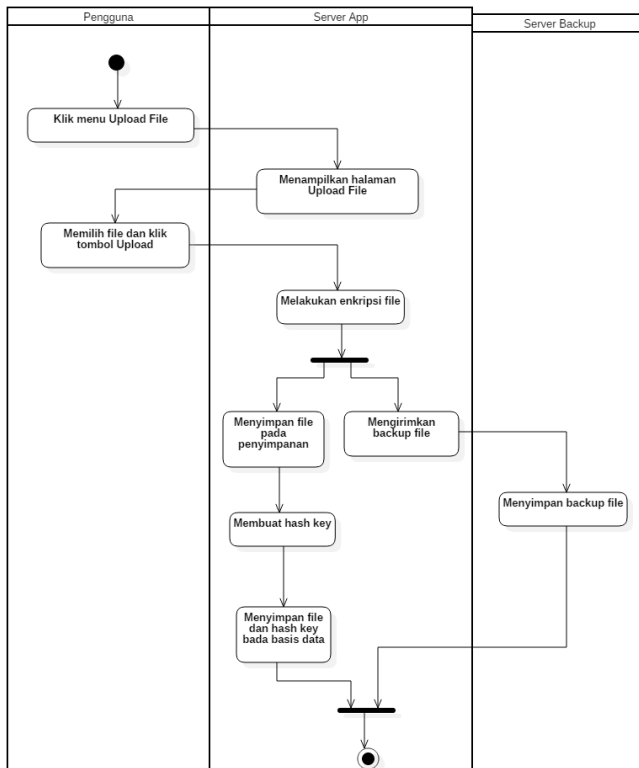 Pengguna
Server App
Server Backup
Klik menu Upload File
Menampilkan halaman
Upload File
Memilih file dan klik
tombol Upload
Melakukan enkripsi file
Menyimpan file
pada
penyimpanan
Mengirimkan
backup file
Menyimpan backup file
Membuat hash key
Menyimpan file
dan hash key
bada basis data